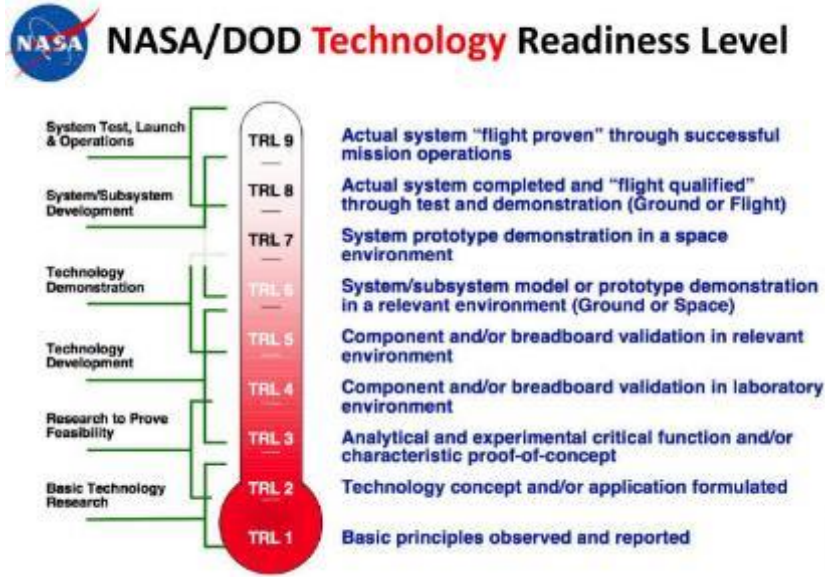 NASA
NASA/DOD Technology Readiness Level
System Test, Launch
& Operations
System/Subsystem
Development
Technology
Demonstration
Technology
Development
Research to Prove
Feasibility
Basic Technology
Research
TRL 9
Actual system “flight proven” through successful
mission operations
TRL 8
Actual system completed and “flight qualified”
through test and demonstration (Ground or Flight)
TRL 7
System prototype demonstration in a space
environment
TRL 6
System/subsystem model or prototype demonstration
in a relevant environment (Ground or Space)
TRL 5
Component and/or breadboard validation in relevant
environment
TRL 4
Component and/or breadboard validation in laboratory
environment
TRL 3
Analytical and experimental critical function and/or
characteristic proof-of-concept
TRL 2
Technology concept and/or application formulated
TRL 1
Basic principles observed and reported